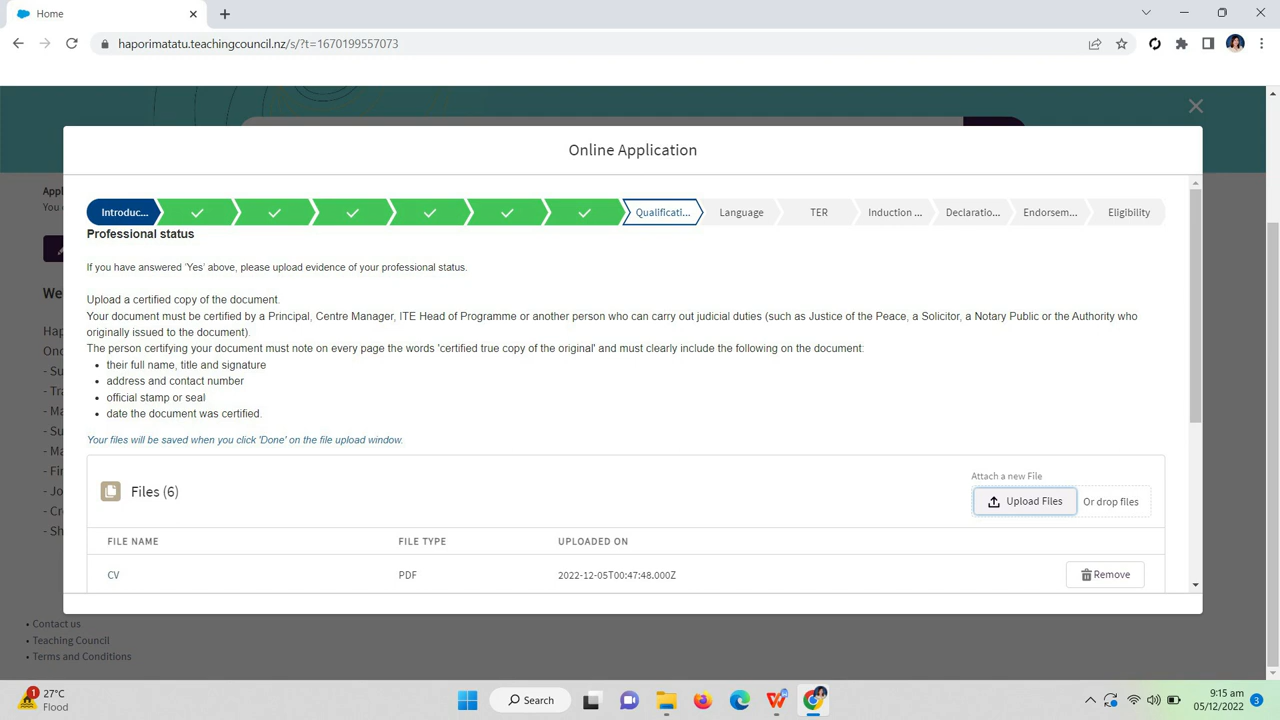 Home
haporimatatu.teachingcouncil.nz/s/?t=1670199557073
Online Application
Introduc...
Qualificati...
Language
TER
Induction ...
Declaratio...
Endorsem...
Eligibility
Professional status
If you have answered 'Yes' above, please upload evidence of your professional status.
Upload a certified copy of the document.
Your document must be certified by a Principal, Centre Manager, ITE Head of Programme or another person who can carry out judicial duties (such as Justice of the Peace, a Solicitor, a Notary Public or the Authority who
originally issued to the document).
The person certifying your document must note on every page the words 'certified true copy of the original' and must clearly include the following on the document:
• their full name, title and signature
• address and contact number
• official stamp or seal
• date the document was certified.
Your files will be saved when you click 'Done' on the file upload window.
Files (6)
Attach a new File
Upload Files
Or drop files
FILE NAME FILE TYPE UPLOADED ON
CV PDF 2022-12-05T00:47:48.000Z Remove
• Contact us
• Teaching Council
• Terms and Conditions
1
27°C
Flood
Search
9:15 am
05/12/2022
3